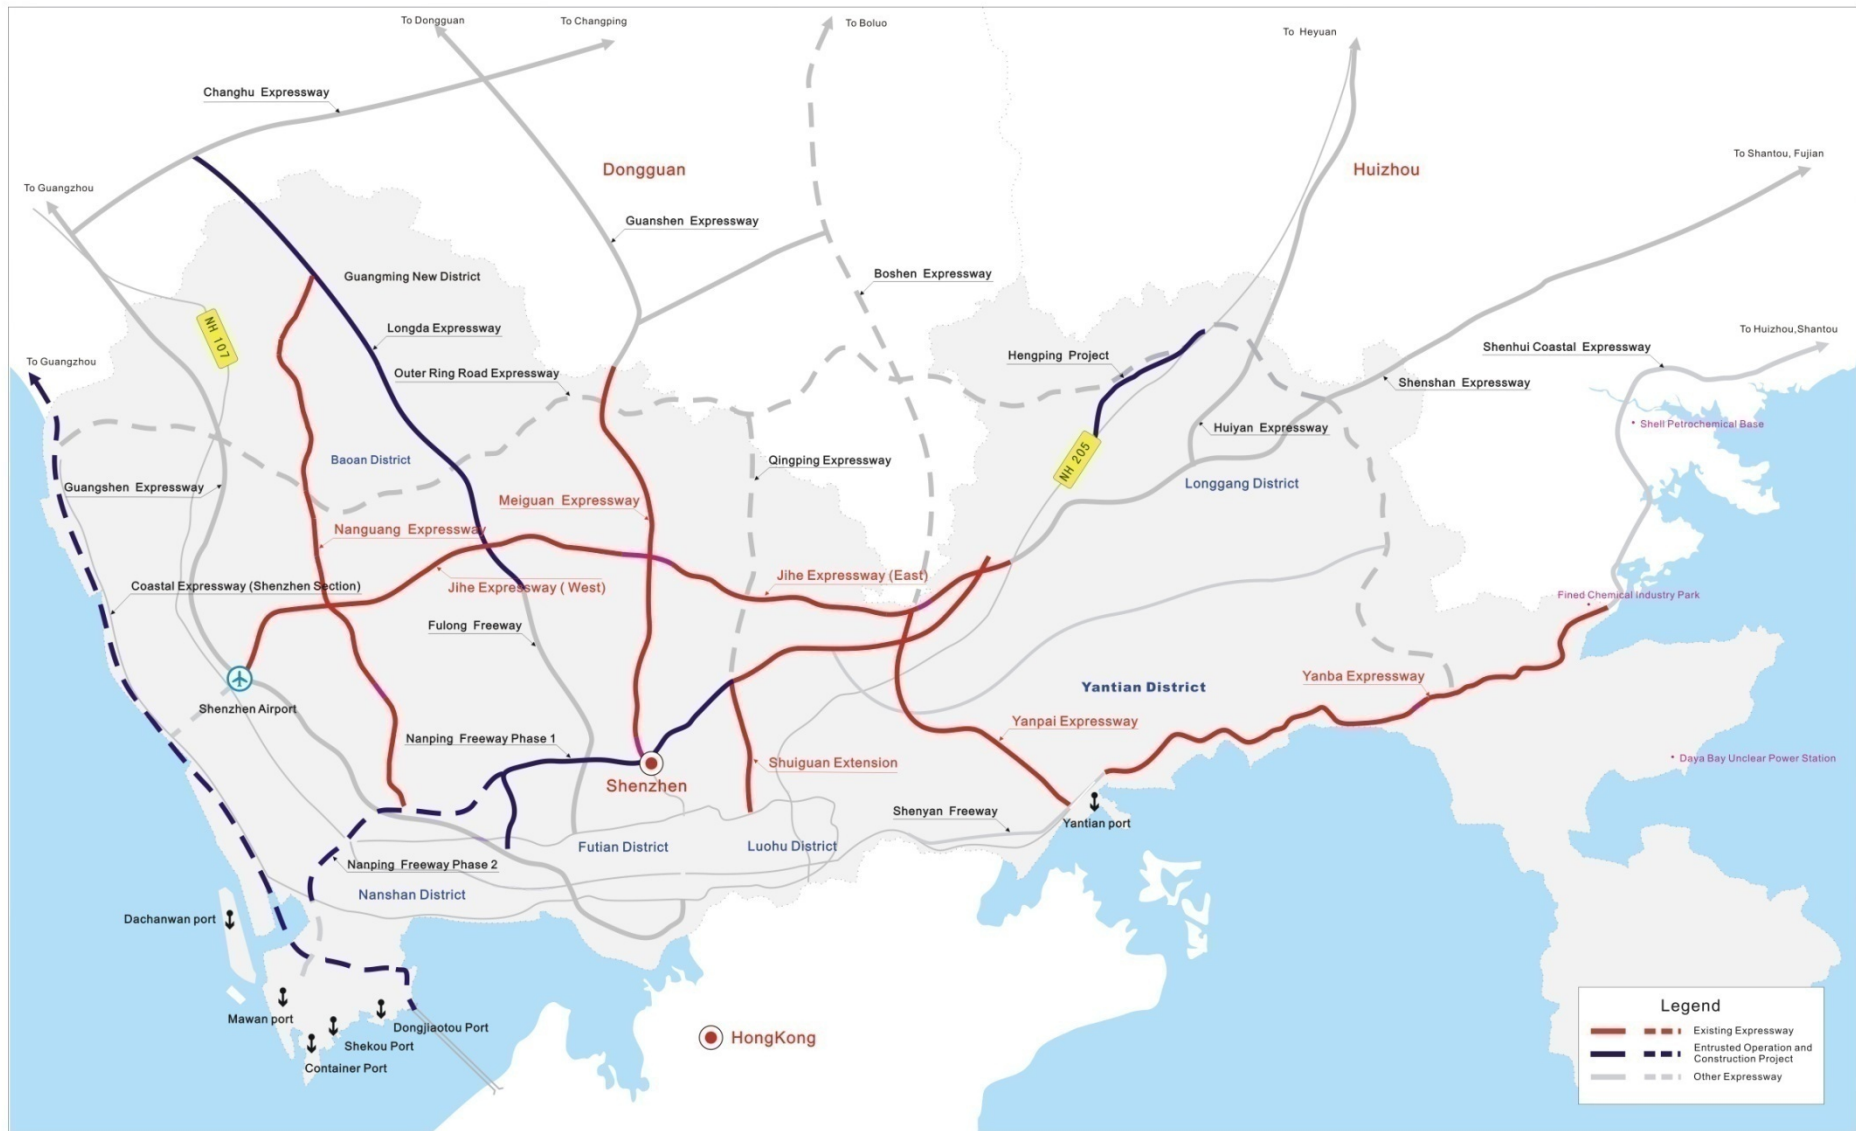 To Dongguan
To Changping
To Boluo
To Heyuan
Changhu Expressway
To Shantou, Fujian
Dongguan
Huizhou
To Guangzhou
Guanshen Expressway
Guangming New District
Boshen Expressway
NH 107
Longda Expressway
To Huizhou,Shantou
Shenhui Coastal Expressway
Hengping Project
To Guangzhou
Outer Ring Road Expressway
Shenshan Expressway
Shell Petrochemical Base
Huiyan Expressway
Baoan District
Qingping Expressway
NH 205
Guangshen Expressway
Longgang District
Meiguan Expressway
Nanguang Expressway
Coastal Expressway (Shenzhen Section)
Jihe Expressway ( West)
Jihe Expressway (East)
Fined Chemical Industry Park
Fulong Freeway
Yanba Expressway
Yantian District
Shenzhen Airport
Yanpai Expressway
Nanping Freeway Phase 1
Shuiguan Extension
Daya Bay Unclear Power Station
Shenzhen
Shenyan Freeway
Yantian port
Futian District
Luohu District
Nanping Freeway Phase 2
Nanshan District
Dachanwan port
Mawan port
Dongjiaotou Port
Shekou Port
Container Port
HongKong
Legend
Existing Expressway
Entrusted Operation and
Construction Project
Other Expressway